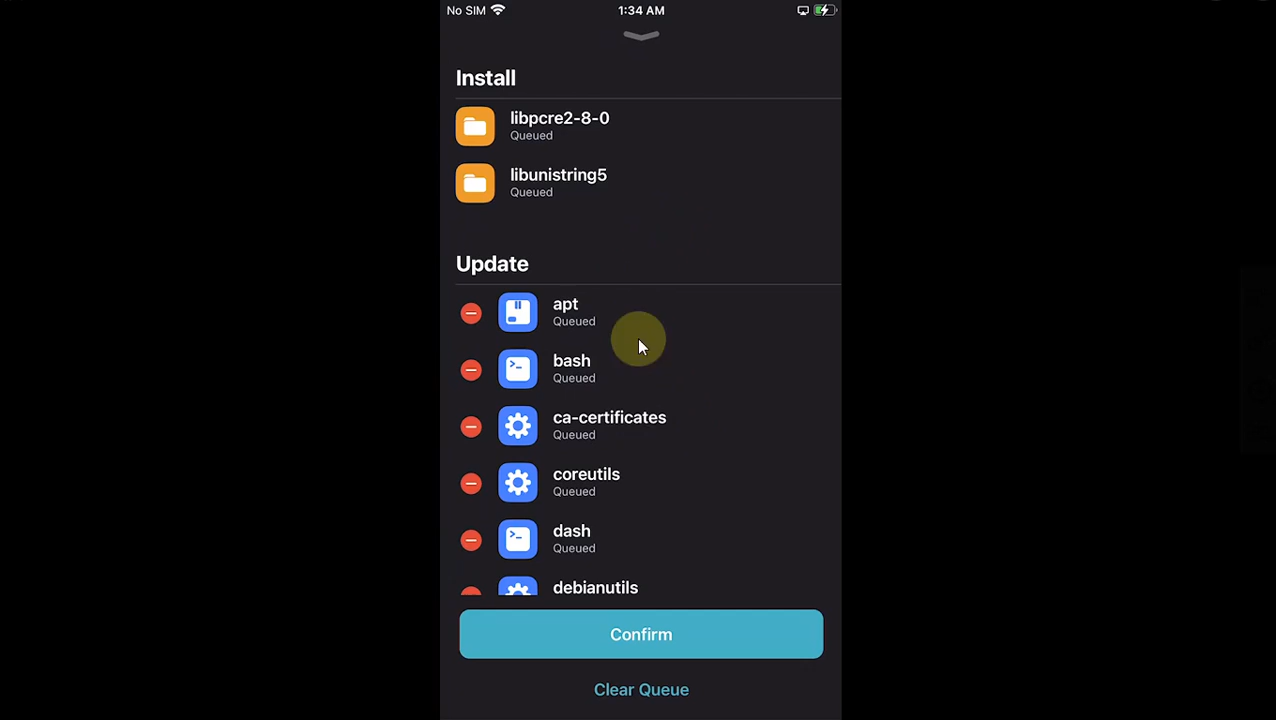 No SIM
1:34 AM
Install
libpcre2-8-0
Queued
libunistring5
Queued
Update
apt
Queued
bash
Queued
ca-certificates
Queued
coreutils
Queued
dash
Queued
debianutils
Confirm
Clear Queue